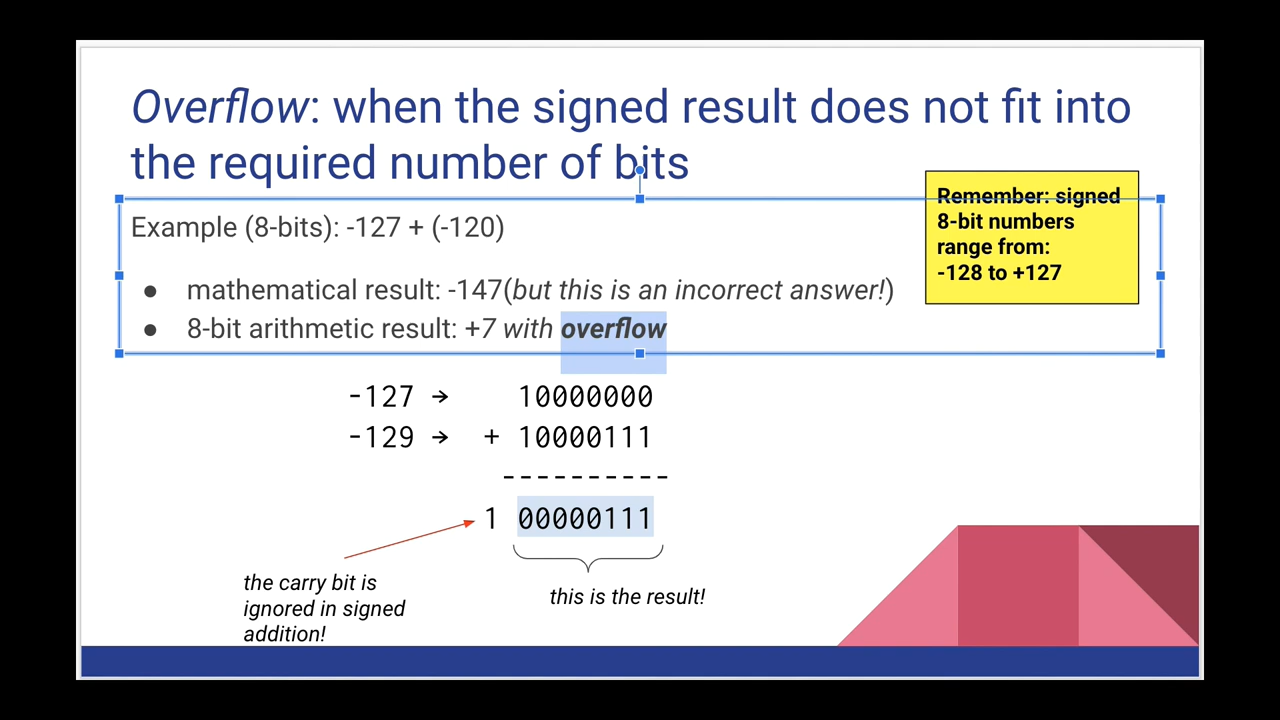 Overflow: when the signed result does not fit into
the required number of bits
Remember: signed
8-bit numbers
range from:
-128 to +127
Example (8-bits): -127 + (-120)
● mathematical result: -147(but this is an incorrect answer!)
● 8-bit arithmetic result: +7 with overflow
-127 → 10000000
-129 → + 10000111
----------
1 00000111
the carry bit is
ignored in signed
addition!
this is the result!